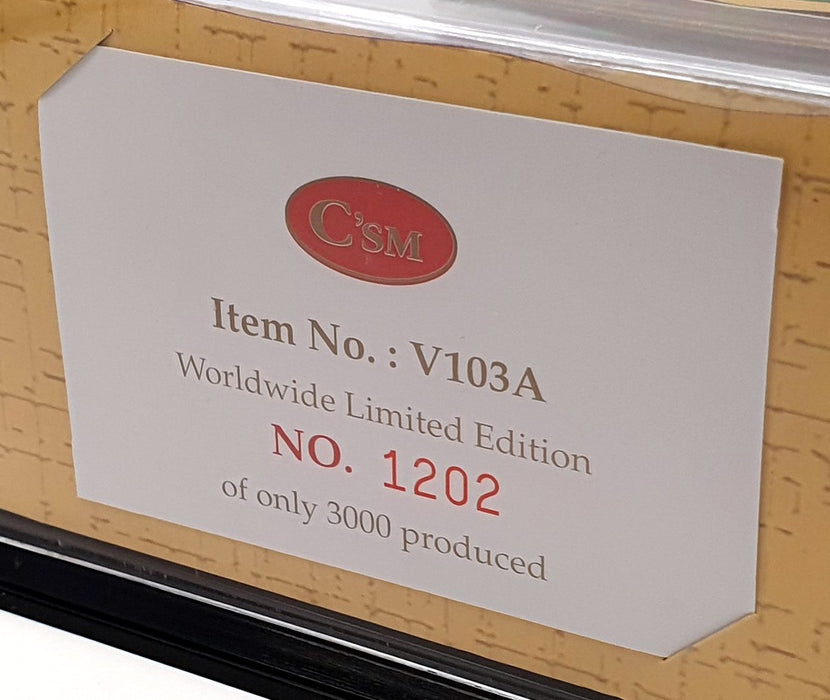 C'SM
Item No. : V103A
Worldwide Limited Edition
NO. 1202
of only 3000 produced